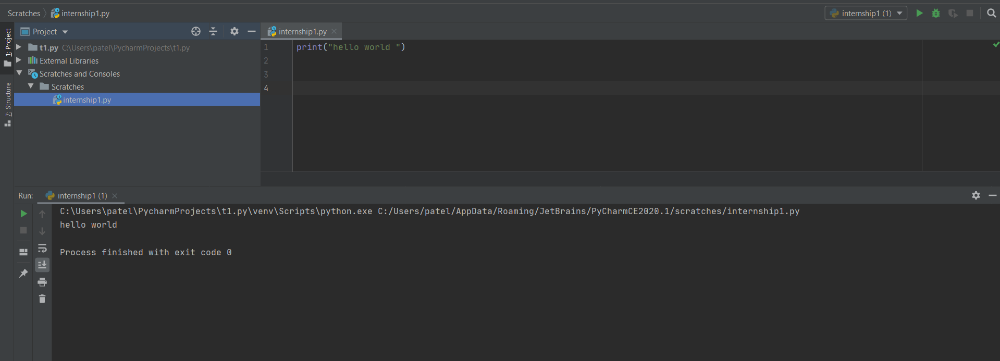 Scratches internship1.py
internship1 (1)
1: Project
7: Structure
Project
t1.py C:\Users\patel\PycharmProjects\t1.py
External Libraries
Scratches and Consoles
Scratches
internship1.py
internship1.py
1 print("hello world ")
2
3
4
Run: internship1 (1)
C:\Users\patel\PycharmProjects\t1.py\venv\Scripts\python.exe C:/Users/patel/AppData/Roaming/JetBrains/PyCharmCE2020.1/scratches/internship1.py
hello world
Process finished with exit code 0